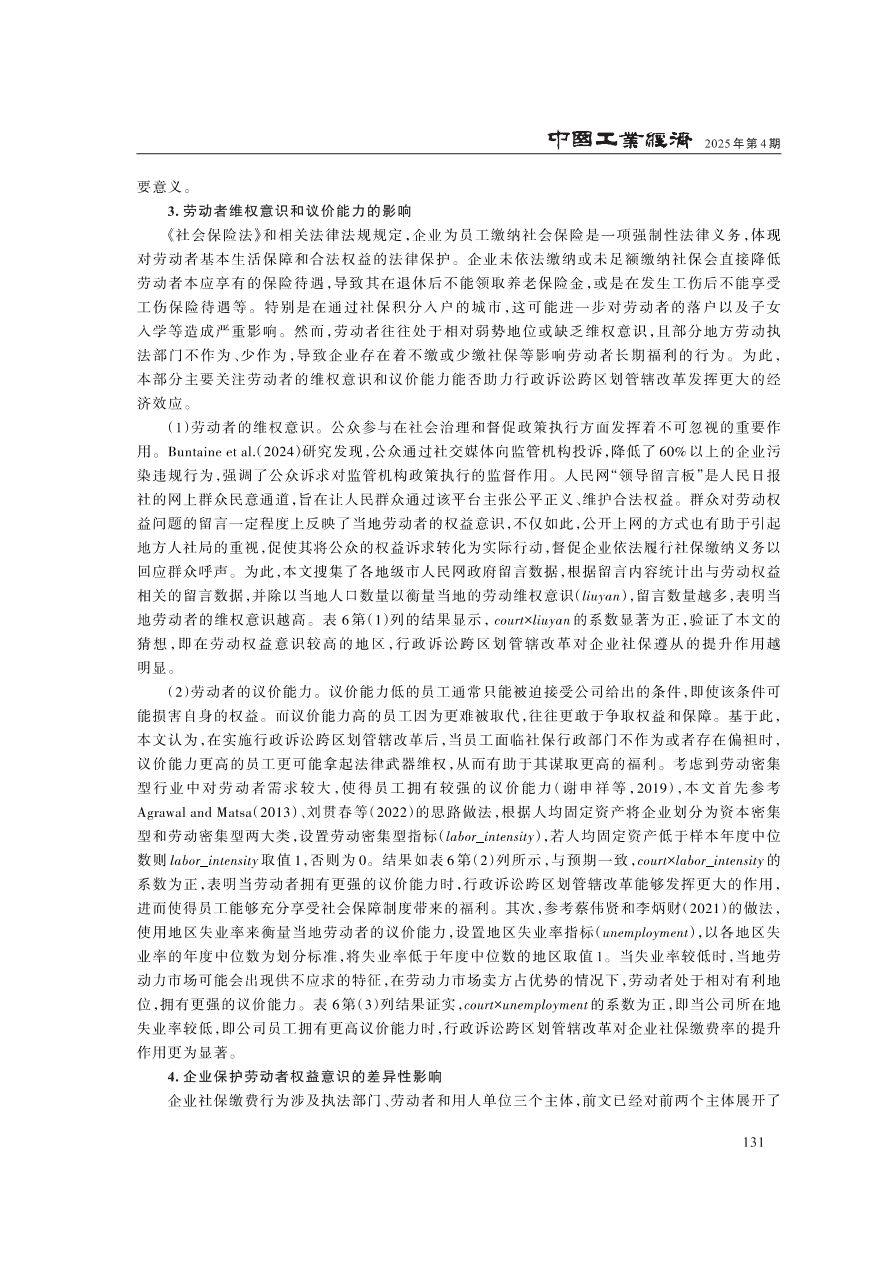 中国工業經濟 2025年第4期
要意义。
3. 劳动者维权意识和议价能力的影响
《社会保险法》和相关法律法规规定，企业为员工缴纳社会保险是一项强制性法律义务，体现
对劳动者基本生活保障和合法权益的法律保护。企业未依法缴纳或未足额缴纳社保会直接降低
劳动者本应享有的保险待遇，导致其在退休后不能领取养老保险金，或是在发生工伤后不能享受
工伤保险待遇等。特别是在通过社保积分入户的城市，这可能进一步对劳动者的落户以及子女
入学等造成严重影响。然而，劳动者往往处于相对弱势地位或缺乏维权意识，且部分地方劳动执
法部门不作为、少作为，导致企业存在着不缴或少缴社保等影响劳动者长期福利的行为。为此，
本部分主要关注劳动者的维权意识和议价能力能否助力行政诉讼跨区划管辖改革发挥更大的经
济效应。
(1)劳动者的维权意识。公众参与在社会治理和督促政策执行方面发挥着不可忽视的重要作
用。Buntaine et al.(2024)研究发现，公众通过社交媒体向监管机构投诉，降低了60%以上的企业污
染违规行为，强调了公众诉求对监管机构政策执行的监督作用。人民网“领导留言板”是人民日报
社的网上群众民意通道，旨在让人民群众通过该平台主张公平正义、维护合法权益。群众对劳动权
益问题的留言一定程度上反映了当地劳动者的权益意识，不仅如此，公开上网的方式也有助于引起
地方人社局的重视，促使其将公众的权益诉求转化为实际行动，督促企业依法履行社保缴纳义务以
回应群众呼声。为此，本文搜集了各地级市人民网政府留言数据，根据留言内容统计出与劳动权益
相关的留言数据，并除以当地人口数量以衡量当地的劳动维权意识(liuyan)，留言数量越多，表明当
地劳动者的维权意识越高。表 6第(1)列的结果显示，court×liuyan的系数显著为正，验证了本文的
猜想，即在劳动权益意识较高的地区，行政诉讼跨区划管辖改革对企业社保遵从的提升作用越
明显。
(2)劳动者的议价能力。议价能力低的员工通常只能被迫接受公司给出的条件，即使该条件可
能损害自身的权益。而议价能力高的员工因为更难被取代，往往更敢于争取权益和保障。基于此，
本文认为，在实施行政诉讼跨区划管辖改革后，当员工面临社保行政部门不作为或者存在偏袒时，
议价能力更高的员工更可能拿起法律武器维权，从而有助于其谋取更高的福利。考虑到劳动密集
型行业中对劳动者需求较大，使得员工拥有较强的议价能力(谢申祥等，2019)，本文首先参考
Agrawal and Matsa(2013)、刘贯春等(2022)的思路做法，根据人均固定资产将企业划分为资本密集
型和劳动密集型两大类，设置劳动密集型指标(labor_intensity)，若人均固定资产低于样本年度中位
数则labor_intensity取值1，否则为0。结果如表6第(2)列所示，与预期一致，court×labor_intensity的
系数为正，表明当劳动者拥有更强的议价能力时，行政诉讼跨区划管辖改革能够发挥更大的作用，
进而使得员工能够充分享受社会保障制度带来的福利。其次，参考蔡伟贤和李炳财(2021)的做法，
使用地区失业率来衡量当地劳动者的议价能力，设置地区失业率指标(unemployment)，以各地区失
业率的年度中位数为划分标准，将失业率低于年度中位数的地区取值1。当失业率较低时，当地劳
动力市场可能会出现供不应求的特征，在劳动力市场卖方占优势的情况下，劳动者处于相对有利地
位，拥有更强的议价能力。表 6第(3)列结果证实，court×unemployment的系数为正，即当公司所在地
失业率较低，即公司员工拥有更高议价能力时，行政诉讼跨区划管辖改革对企业社保缴费率的提升
作用更为显著。
4. 企业保护劳动者权益意识的差异性影响
企业社保缴费行为涉及执法部门、劳动者和用人单位三个主体，前文已经对前两个主体展开了
131